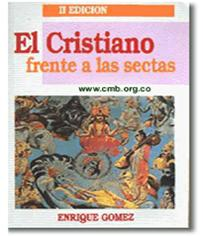 II EDICION
El Cristiano
frente a las sectas
www.cmb.org.co
ENRIQUE GOMEZ